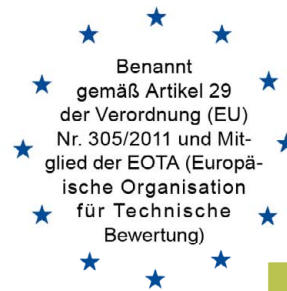 Benannt
gemäß Artikel 29
der Verordnung (EU)
Nr. 305/2011 und Mit-
glied der EOTA (Europä-
ische Organisation
für Technische
Bewertung)